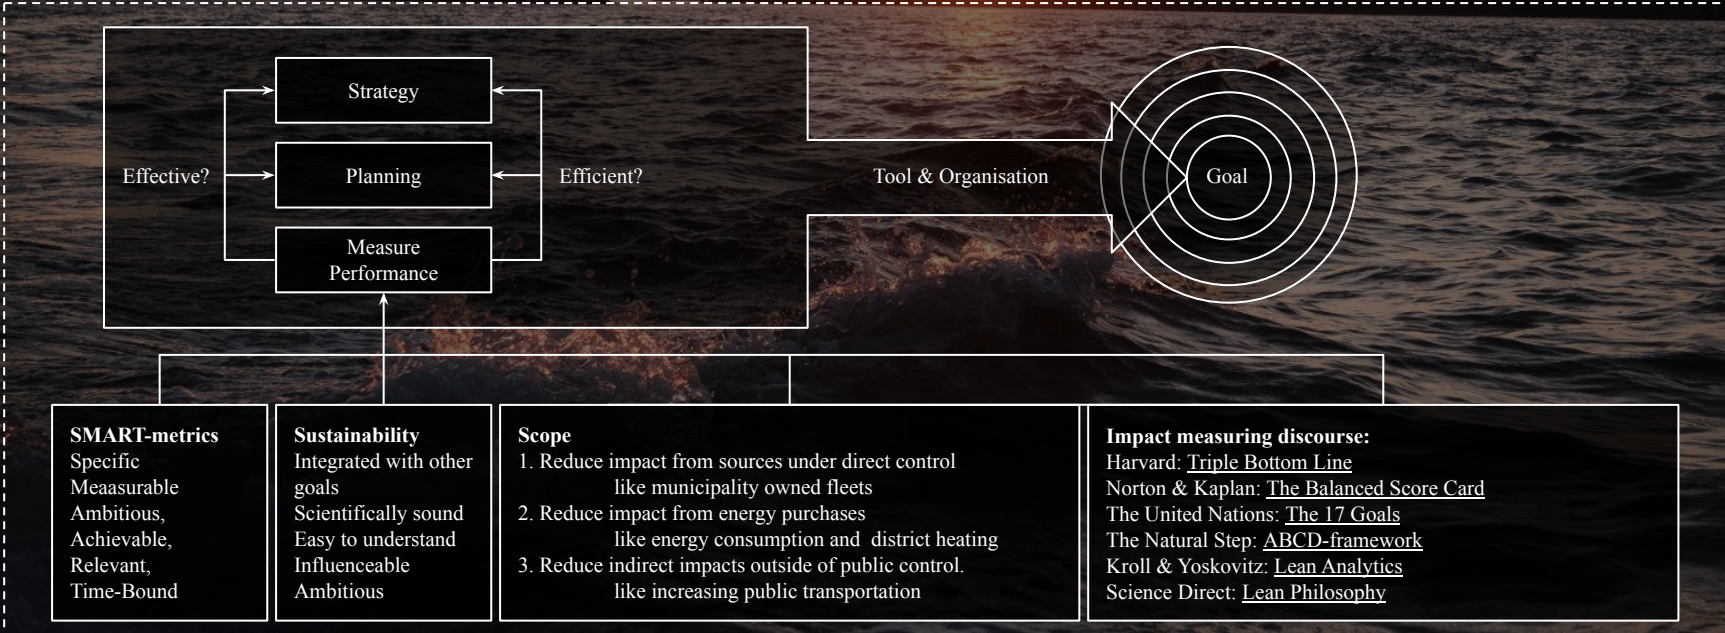 Strategy
Effective?
Planning
Efficient?
Tool & Organisation
Goal
Measure
Performance
SMART-metrics
Specific
Meaasurable
Ambitious,
Achievable,
Relevant,
Time-Bound
Sustainability
Integrated with other
goals
Scientifically sound
Easy to understand
Influenceable
Ambitious
Scope
1. Reduce impact from sources under direct control
like municipality owned fleets
2. Reduce impact from energy purchases
like energy consumption and district heating
3. Reduce indirect impacts outside of public control.
like increasing public transportation
Impact measuring discourse:
Harvard: Triple Bottom Line
Norton & Kaplan: The Balanced Score Card
The United Nations: The 17 Goals
The Natural Step: ABCD-framework
Kroll & Yoskovitz: Lean Analytics
Science Direct: Lean Philosophy